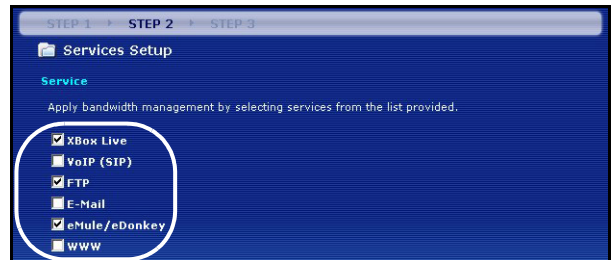 STEP 1 STEP 2 STEP 3
Services Setup
Service
Apply bandwidth management by selecting services from the list provided.
XBox Live
VoIP (SIP)
FTP
E-Mail
eMule/eDonkey
WWW